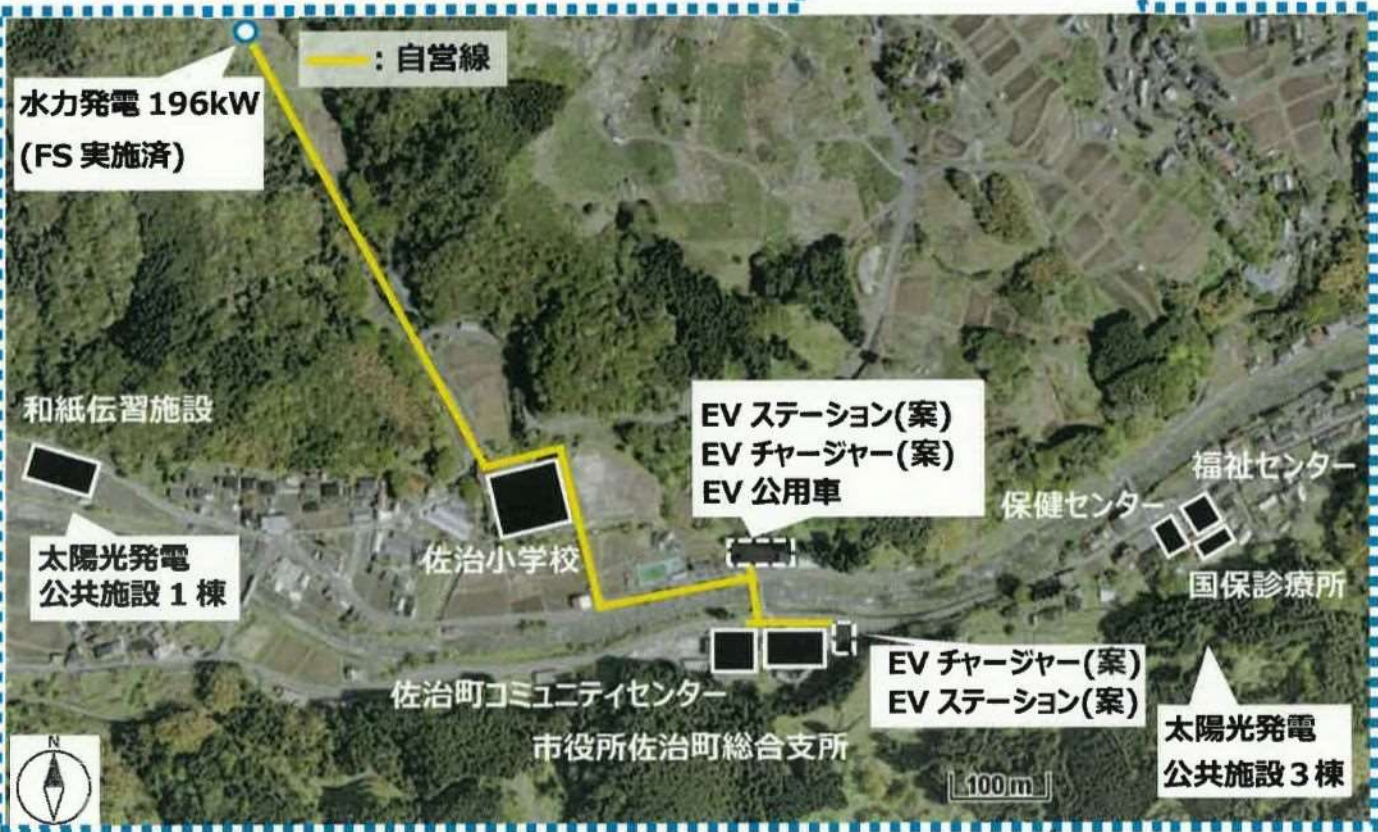 : 自営線
水力発電 196kW
(FS 実施済)
和紙伝習施設
太陽光発電
公共施設 1 棟
佐治小学校
EV ステーション(案)
EV チャージャー(案)
EV 公用車
保健センター
福祉センター
国保診療所
EV チャージャー(案)
EV ステーション(案)
佐治町コミュニティセンター
市役所佐治町総合支所
太陽光発電
公共施設 3 棟
N
100 m